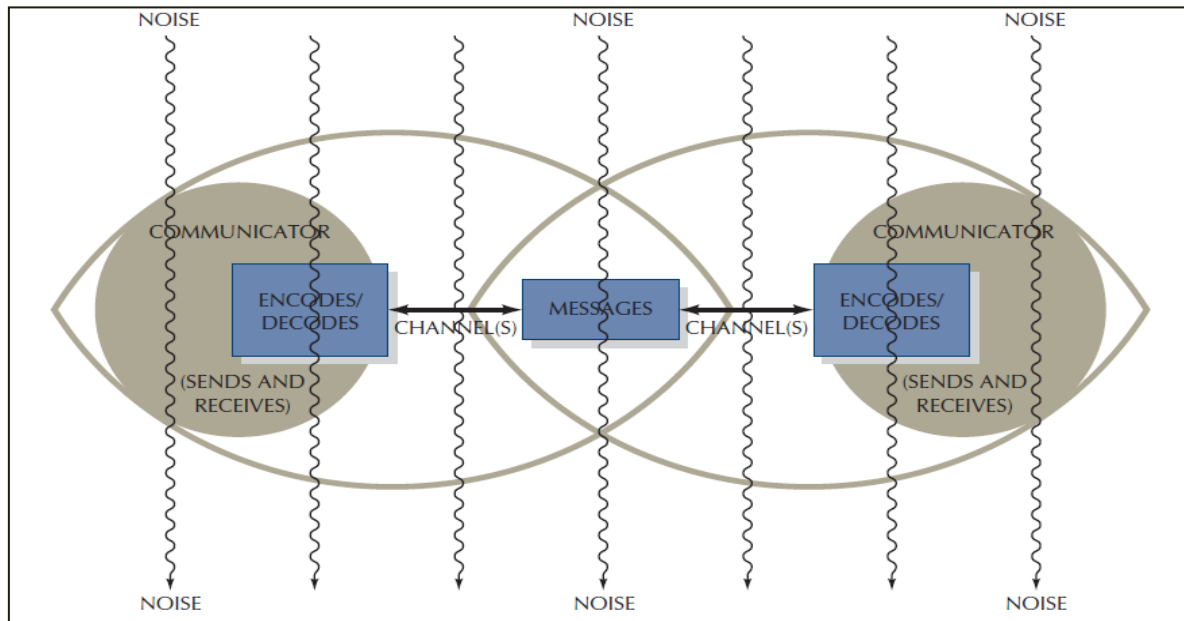 NOISE
NOISE
NOISE
COMMUNICATOR
COMMUNICATOR
ENCODES/
DECODES
CHANNEL(S)
MESSAGES
CHANNEL(S)
ENCODES/
DECODES
(SENDS AND
RECEIVES)
(SENDS AND
RECEIVES)
NOISE
NOISE
NOISE